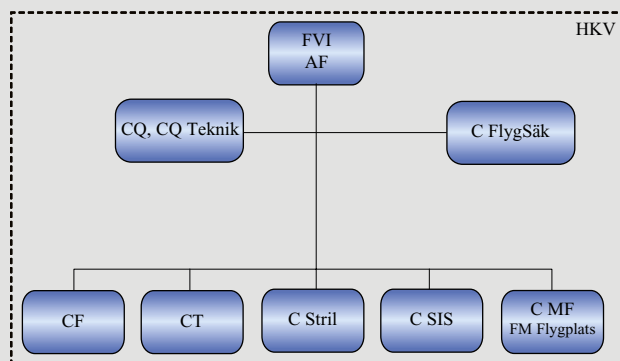 HKV
FVI
AF
CQ, CQ Teknik
C FlygSäk
CF
CT
C Stril
C SIS
C MF
FM Flygplats